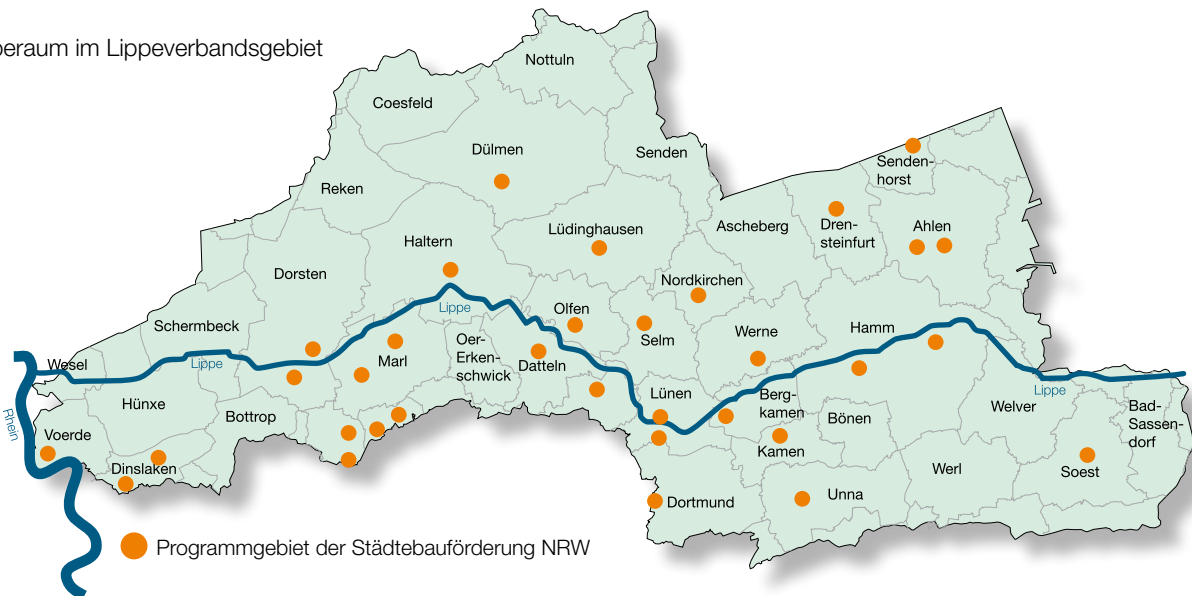 im Lippeverbandsgebiet
Nottuln
Coesfeld
Dülmen
Senden
Senden-
horst
Reken
Ascheberg
Dren-
steinfurt
Ahlen
Lüdinghausen
Haltern
Dorsten
Nordkirchen
Lippe
Olfen
Schermbeck
Selm
Werne
Hamm
Oer-
Erken-
schwick
Marl
Datteln
Wesel
Lippe
Lippe
Hünxe
Bottrop
Lünen
Berg-
kamen
Bönen
Welver
Bad-
Sassen-
dorf
Rhein
Voerde
Kamen
Dinslaken
Werl
Soest
Dortmund
Unna
Programmgebiet der Städtebauförderung NRW